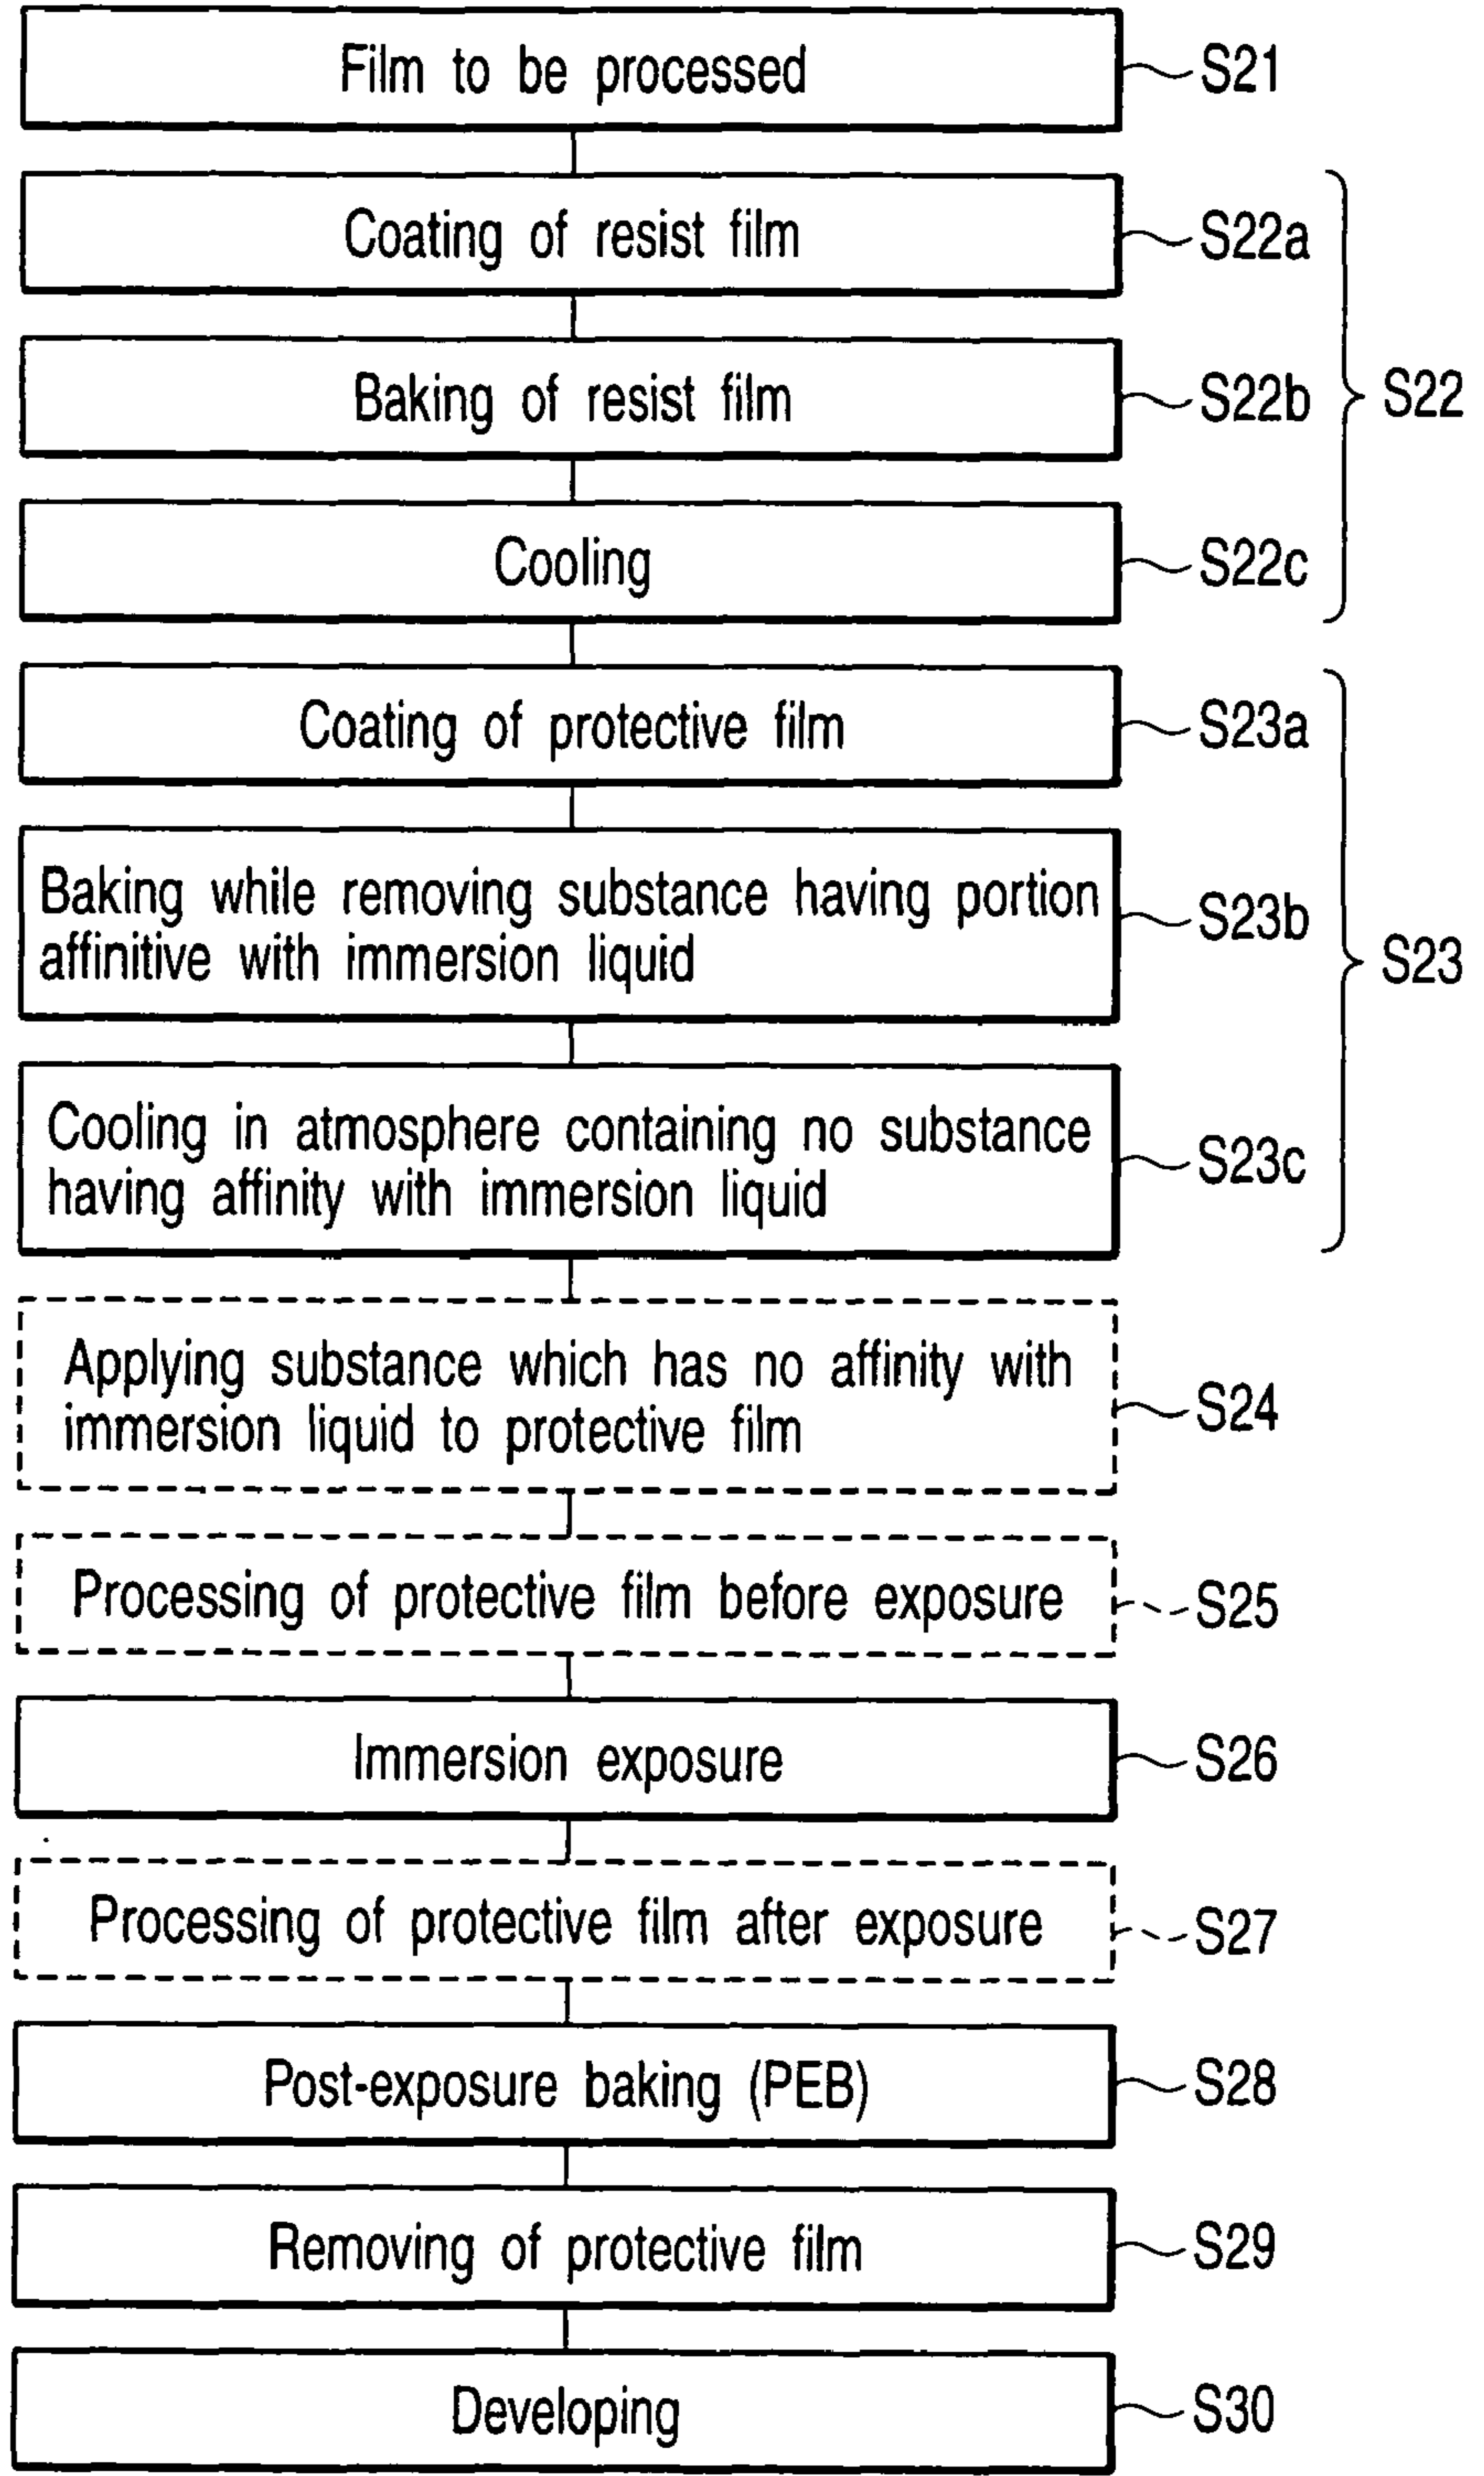 Film to be processed
S21
Coating of resist film
S22a
Baking of resist film
S22b
S22
Cooling
S22c
Coating of protective film
S23a
Baking while removing substance having portion
affinitive with immersion liquid
S23b
S23
Cooling in atmosphere containing no substance
having affinity with immersion liquid
S23c
Applying substance which has no affinity with
immersion liquid to protective film
S24
Processing of protective film before exposure
S25
Immersion exposure
S26
Processing of protective film after exposure
S27
Post-exposure baking (PEB)
S28
Removing of protective film
S29
Developing
S30